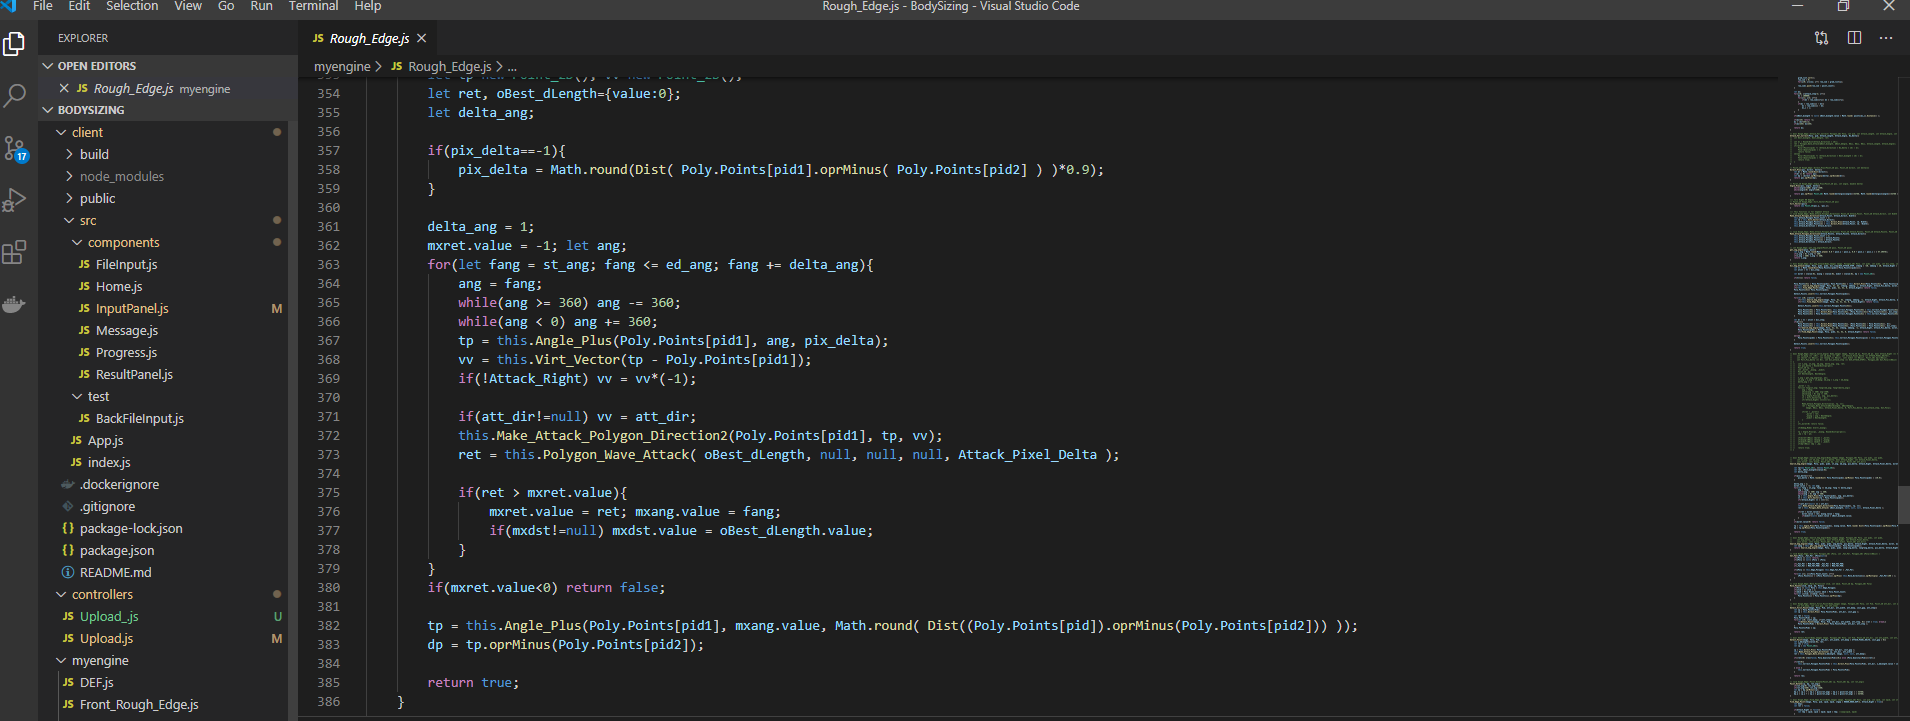 File Edit Selection View Go Run Terminal Help
Rough_Edge.js - BodySizing - Visual Studio Code
EXPLORER
OPEN EDITORS
JS Rough_Edge.js myengine
BODYSIZING
client
build
node_modules
public
src
components
JS FileInput.js
JS Home.js
JS InputPanel.js M
JS Message.js
JS Progress.js
JS ResultPanel.js
test
JS BackFileInput.js
JS App.js
JS index.js
.dockerignore
.gitignore
{} package-lock.json
{} package.json
README.md
controllers
JS Upload_.js U
JS Upload.js M
myengine
JS DEF.js
JS Front_Rough_Edge.js
17
JS Rough_Edge.js
myengine > JS Rough_Edge.js > ...
354 let ret, oBest_dLength={value:0};
355 let delta_ang;
356
357 if(pix_delta==-1){
358 pix_delta = Math.round(Dist( Poly.Points[pid1].oprMinus( Poly.Points[pid2] ) )*0.9);
359 }
360
361 delta_ang = 1;
362 mxret.value = -1; let ang;
363 for(let fang = st_ang; fang <= ed_ang; fang += delta_ang){
364 ang = fang;
365 while(ang >= 360) ang -= 360;
366 while(ang < 0) ang += 360;
367 tp = this.Angle_Plus(Poly.Points[pid1], ang, pix_delta);
368 vv = this.Virt_Vector(tp - Poly.Points[pid1]);
369 if(!Attack_Right) vv = vv*(-1);
370
371 if(att_dir!=null) vv = att_dir;
372 this.Make_Attack_Polygon_Direction2(Poly.Points[pid1], tp, vv);
373 ret = this.Polygon_Wave_Attack( oBest_dLength, null, null, null, Attack_Pixel_Delta );
374
375 if(ret > mxret.value){
376 mxret.value = ret; mxang.value = fang;
377 if(mxdst!=null) mxdst.value = oBest_dLength.value;
378 }
379 }
380 if(mxret.value<0) return false;
381
382 tp = this.Angle_Plus(Poly.Points[pid1], mxang.value, Math.round( Dist((Poly.Points[pid]).oprMinus(Poly.Points[pid2])) ));
383 dp = tp.oprMinus(Poly.Points[pid2]);
384
385 return true;
386 }